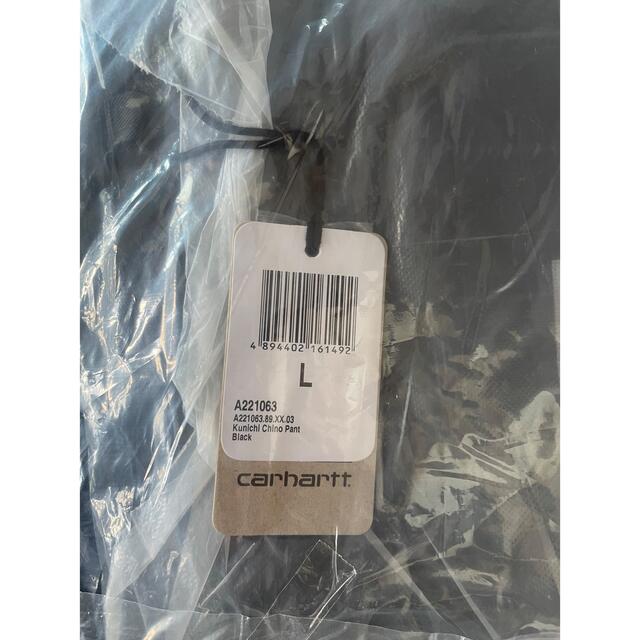 4 894402 161492
L
A221063
A221063.89.XX.03
Kunichi Chino Pant
Black
carhartt